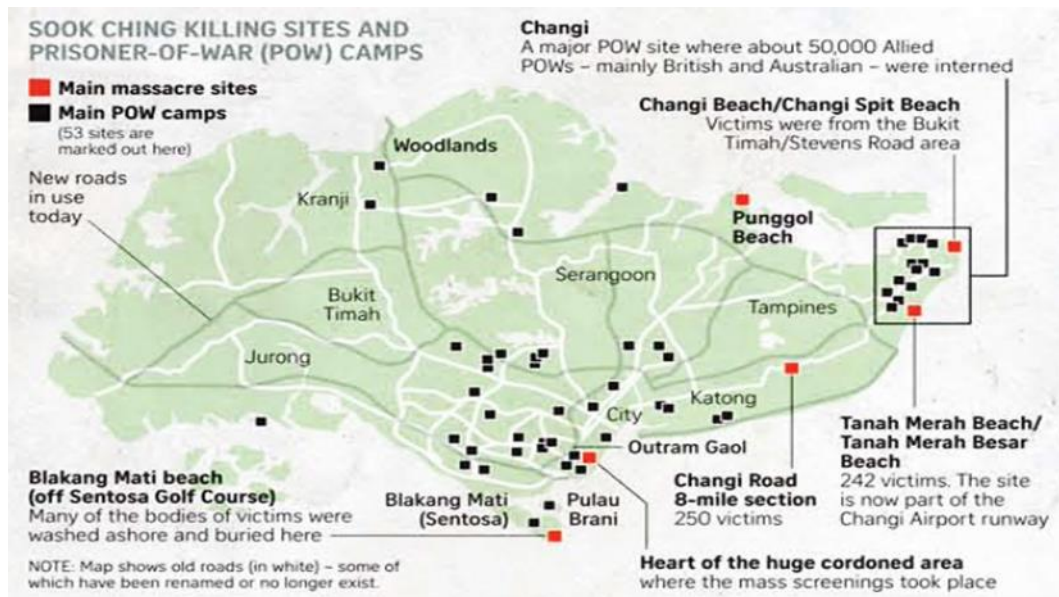 SOOK CHING KILLING SITES AND
PRISONER-OF-WAR (POW) CAMPS
Main massacre sites
Main POW camps
(53 sites are
marked out here)
New roads
in use
today
Changi
A major POW site where about 50,000 Allied
POWs – mainly British and Australian – were interned
Changi Beach/Changi Spit Beach
Victims were from the Bukit
Timah/Stevens Road area
Woodlands
Kranji
Punggol
Beach
Serangoon
Bukit
Timah
Tampines
Jurong
Katong
City
Outram Gaol
Tanah Merah Beach/
Tanah Merah Besar
Beach
242 victims. The site
is now part of the
Changi Airport runway
Changi Road
8-mile section
250 victims
Blakang Mati beach
(off Sentosa Golf Course)
Many of the bodies of victims were
washed ashore and buried here
Blakang Mati
(Sentosa)
Pulau
Brani
Heart of the huge cordoned area
where the mass screenings took place
NOTE: Map shows old roads (in white) – some of
which have been renamed or no longer exist.